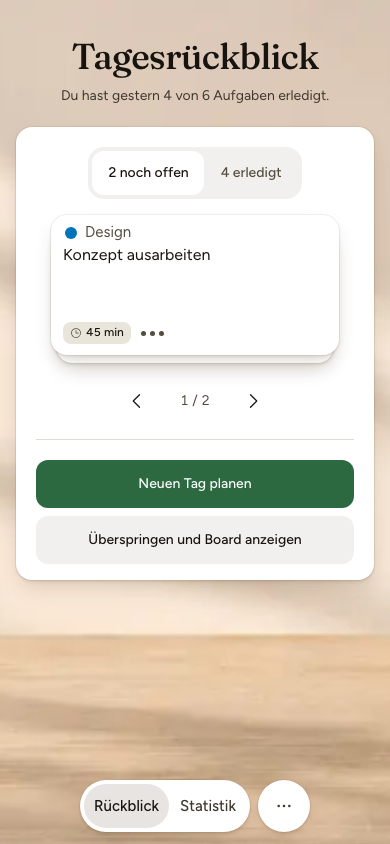 Tagesrückblick
Du hast gestern 4 von 6 Aufgaben erledigt.
2 noch offen
4 erledigt
Design
Konzept ausarbeiten
45 min
1 / 2
Neuen Tag planen
Überspringen und Board anzeigen
Rückblick
Statistik